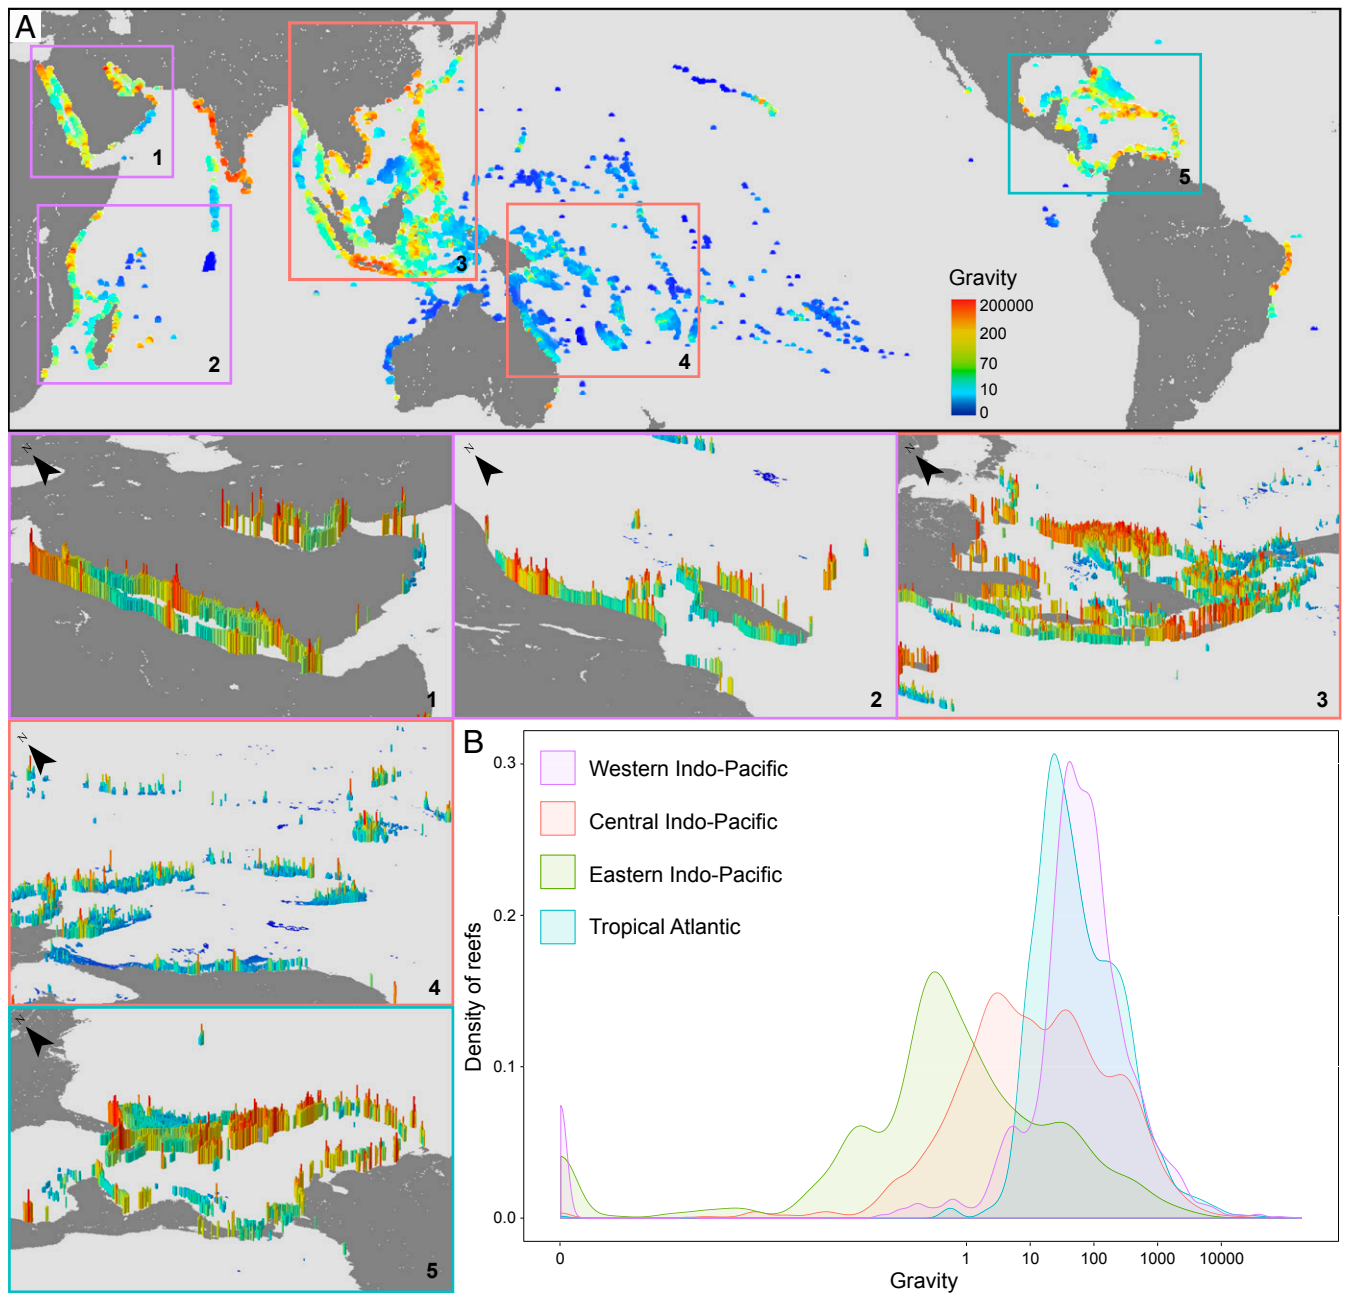 A
1
2
3
4
5
Gravity
200000
200
70
10
0
N
1
N
2
N
3
N
4
N
5
B
Western Indo-Pacific
Central Indo-Pacific
Eastern Indo-Pacific
Tropical Atlantic
Density of reefs
0.3
0.2
0.1
0.0
0
1
10
100
1000
10000
Gravity